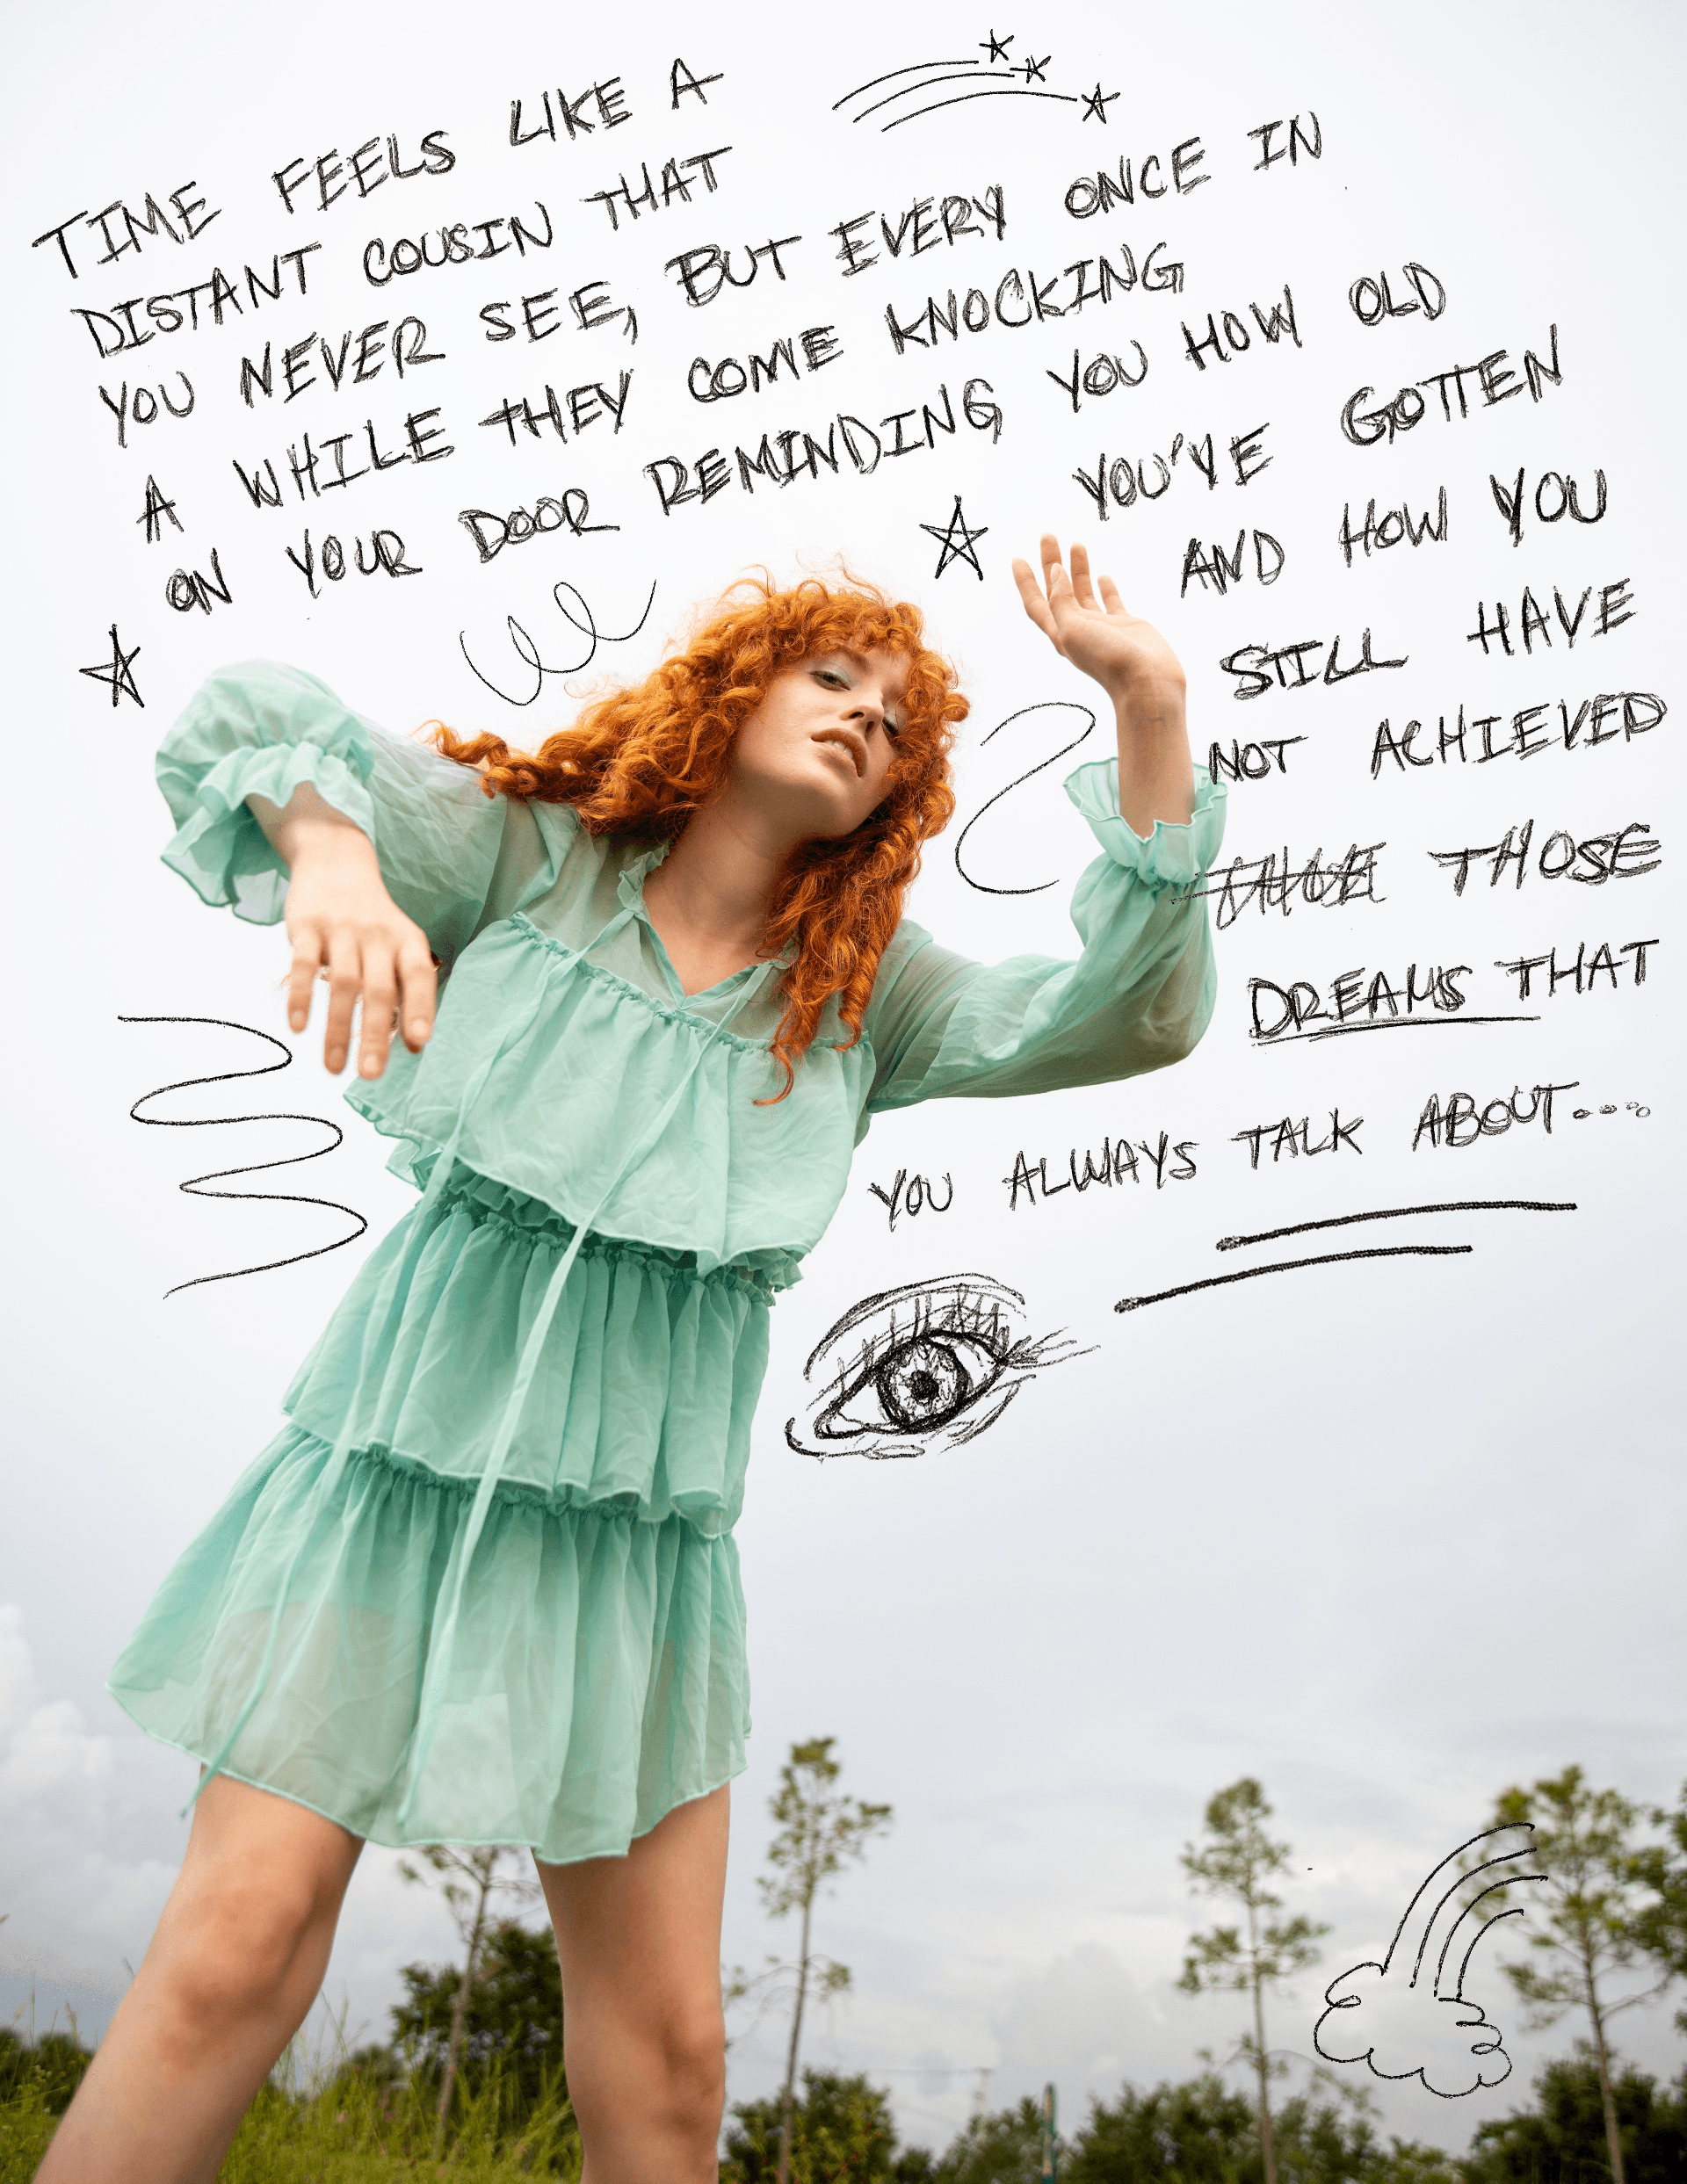 TIME FEELS LIKE A
DISTANT COUSIN THAT
YOU NEVER SEE, BUT EVERY ONCE IN
A WHILE THEY COME KNOCKING
ON YOUR DOOR REMINDING YOU HOW OLD
YOU'VE GOTTEN
AND HOW YOU
STILL HAVE
NOT ACHIEVED
THOSE THOSE
DREAMS THAT
YOU ALWAYS TALK ABOUT....